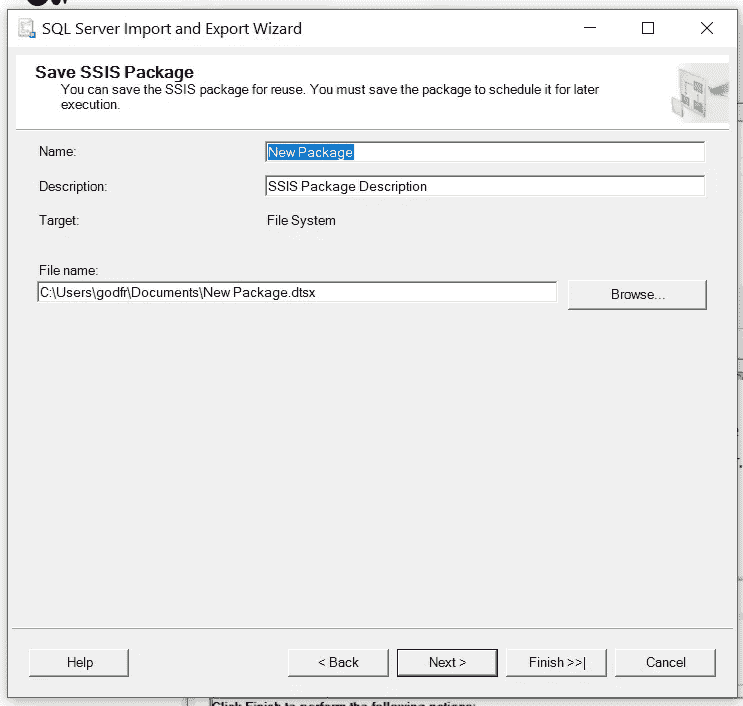 SQL Server Import and Export Wizard
Save SSIS Package
You can save the SSIS package for reuse. You must save the package to schedule it for later
execution.
Name:
New Package
Description:
SSIS Package Description
Target:
File System
File name:
C:\Users\godfr\Documents\New Package.dtsx
Browse...
Help
< Back
Next >
Finish >>|
Cancel
Click Finish to perform the following actions: